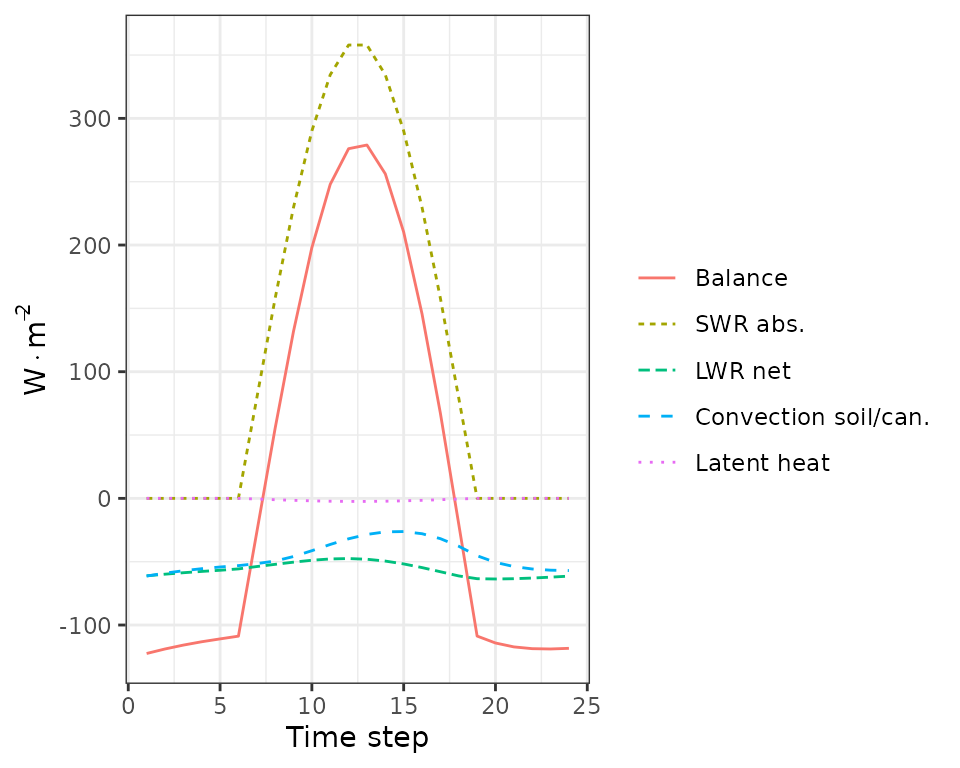 300
200
100
0
-100
W · m⁻²
0 5 10 15 20 25
Time step
Balance
SWR abs.
LWR net
Convection soil/can.
Latent heat